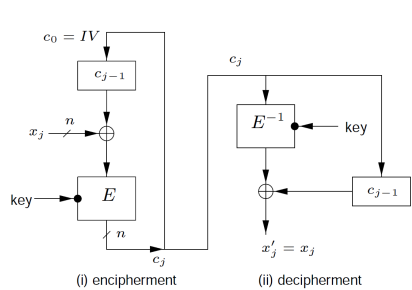 c₀ = IV
c_{j−1}
n
x_j
key
E
n
c_j
(i) encipherment
c_j
E⁻¹
key
c_{j−1}
x′_j = x_j
(ii) decipherment